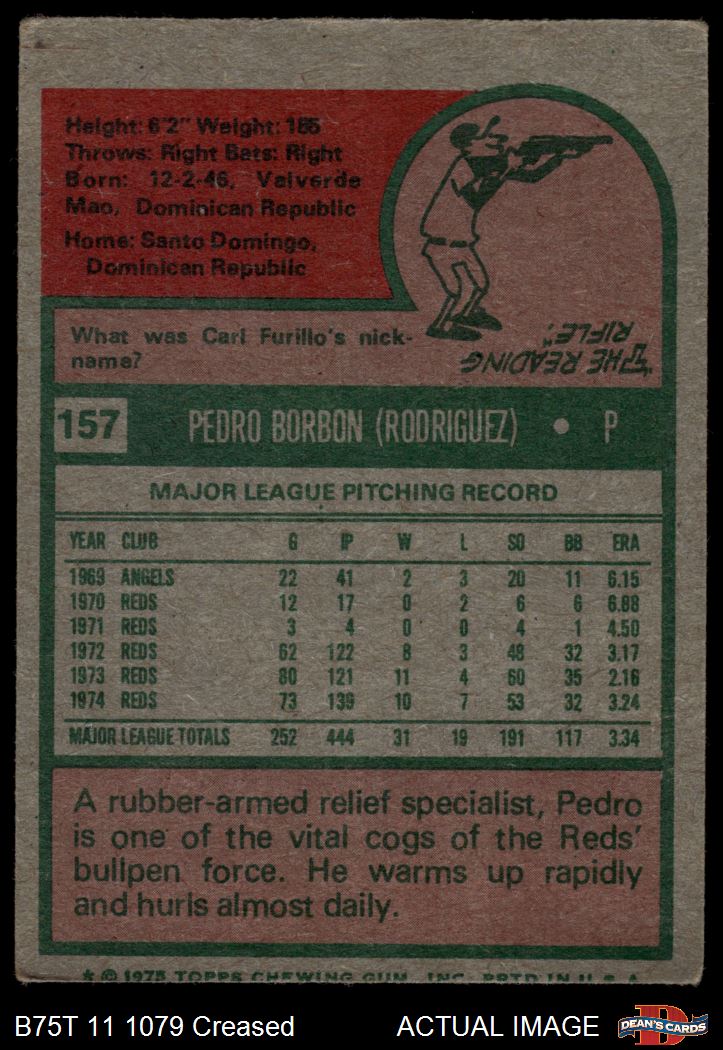 Height: 6'2" Weight: 185
Throws: Right Bats: Right
Born: 12-2-46, Valverde
Mao, Dominican Republic
Home: Santo Domingo,
Dominican Republic
What was Carl Furillo's nick-
name?
"THE READING
RIFLE."
157 PEDRO BORBON (RODRIGUEZ) • P
MAJOR LEAGUE PITCHING RECORD
YEAR CLUB G IP W L SO BB ERA
1969 ANGELS 22 41 2 3 20 11 6.15
1970 REDS 12 17 0 2 6 6 6.88
1971 REDS 3 4 0 0 4 1 4.50
1972 REDS 62 122 8 3 48 32 3.17
1973 REDS 80 121 11 4 60 35 2.16
1974 REDS 73 139 10 7 53 32 3.24
MAJOR LEAGUE TOTALS 252 444 31 19 191 117 3.34
A rubber-armed relief specialist, Pedro
is one of the vital cogs of the Reds'
bullpen force. He warms up rapidly
and hurls almost daily.
* © 1975 TOPPS CHEWING GUM, INC. PRTD IN U.S.A.
B75T 11 1079 Creased ACTUAL IMAGE
DEAN'S CARDS